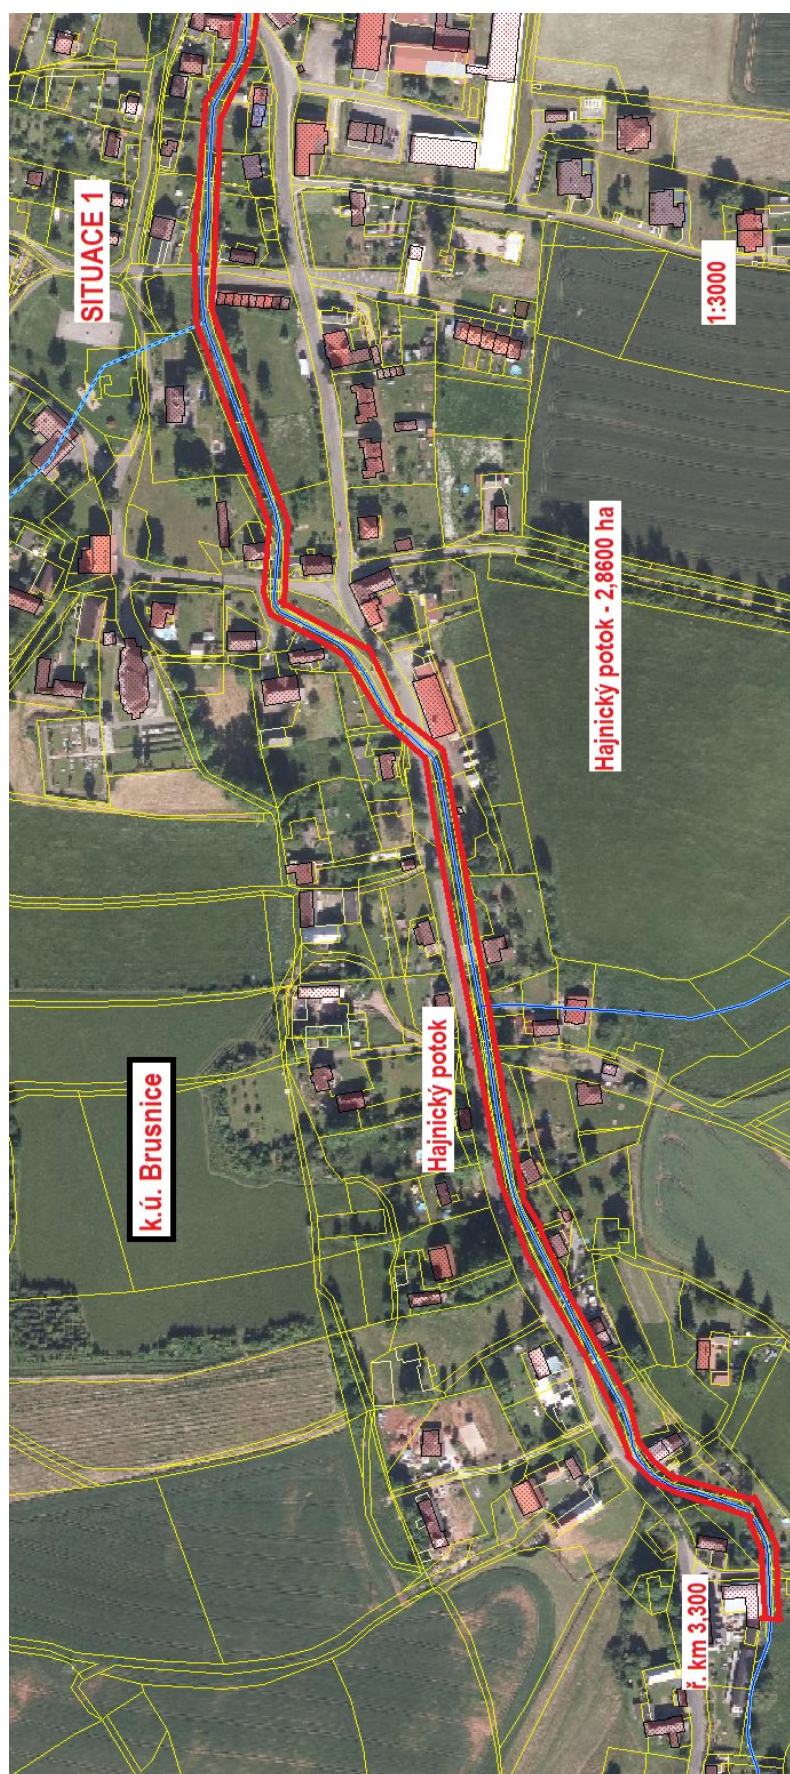 SITUACE 1
1:3000
Hajnický potok - 2,8600 ha
Hajnický potok
k.ú. Brusnice
ř. km 3,300